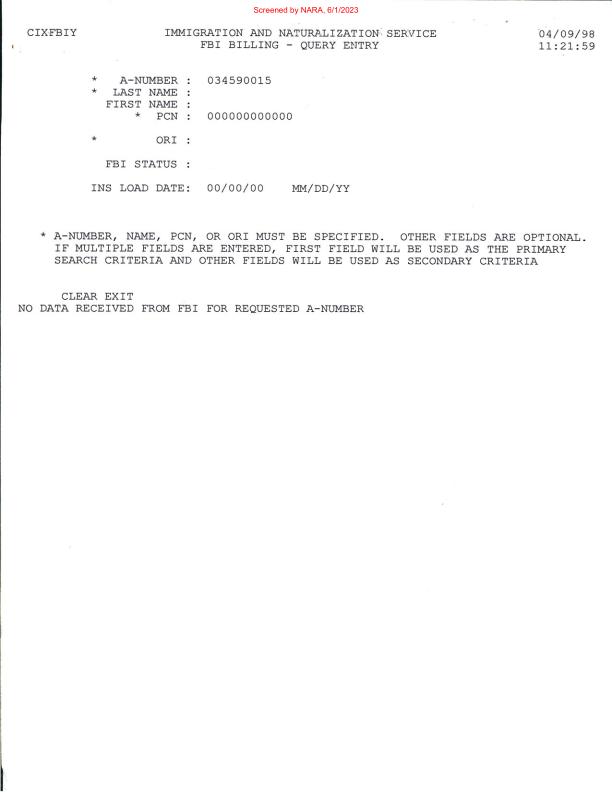 Screened by NARA, 6/1/2023
CIXFBIY IMMIGRATION AND NATURALIZATION SERVICE 04/09/98
FBI BILLING - QUERY ENTRY 11:21:59
* A-NUMBER : 034590015
* LAST NAME :
FIRST NAME :
* PCN : 000000000000
* ORI :
FBI STATUS :
INS LOAD DATE: 00/00/00 MM/DD/YY
* A-NUMBER, NAME, PCN, OR ORI MUST BE SPECIFIED. OTHER FIELDS ARE OPTIONAL.
IF MULTIPLE FIELDS ARE ENTERED, FIRST FIELD WILL BE USED AS THE PRIMARY
SEARCH CRITERIA AND OTHER FIELDS WILL BE USED AS SECONDARY CRITERIA
CLEAR EXIT
NO DATA RECEIVED FROM FBI FOR REQUESTED A-NUMBER